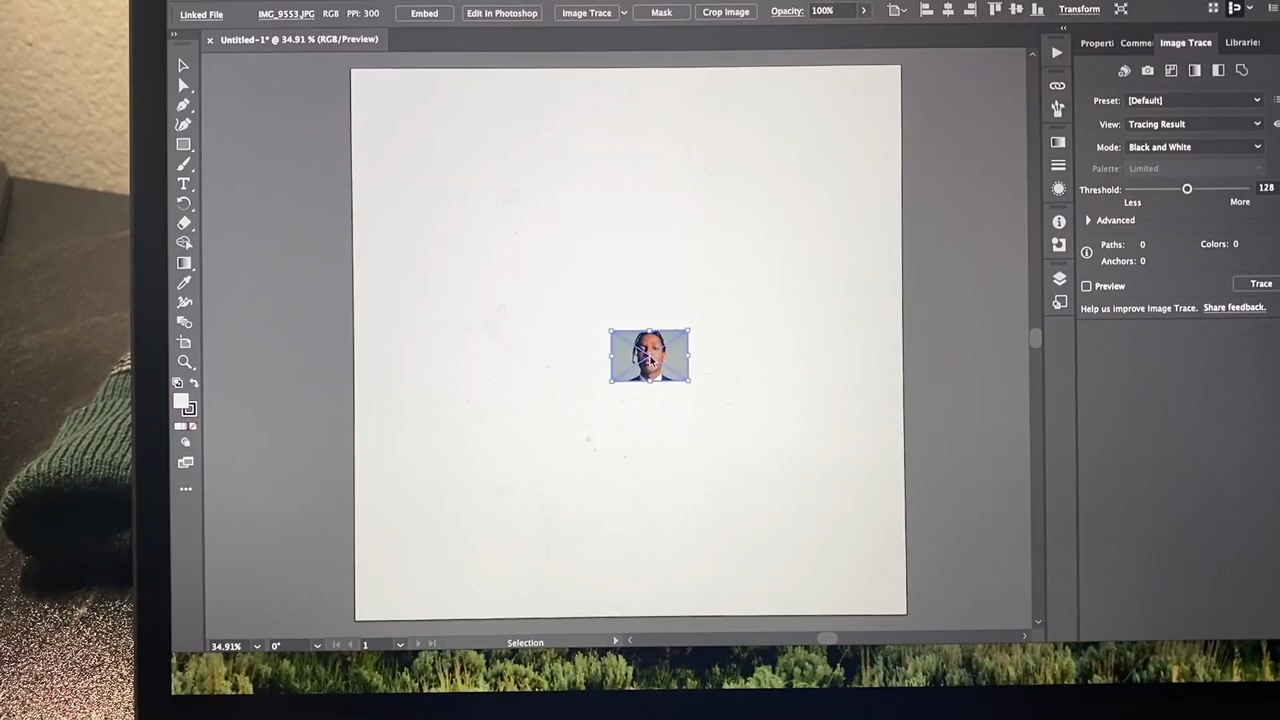 Linked File IMG_9553.JPG RGB PPI: 300 Embed Edit In Photoshop Image Trace Mask Crop Image Opacity: 100% Transform
Untitled-1* @ 34.91 % (RGB/Preview)
Properti Comme Image Trace Librarie
Preset: [Default]
View: Tracing Result
Mode: Black and White
Palette: Limited
Threshold: 128
Less More
Advanced
Paths: 0 Colors: 0
Anchors: 0
Preview Trace
Help us improve Image Trace. Share feedback.
34.91% 0° 1 Selection